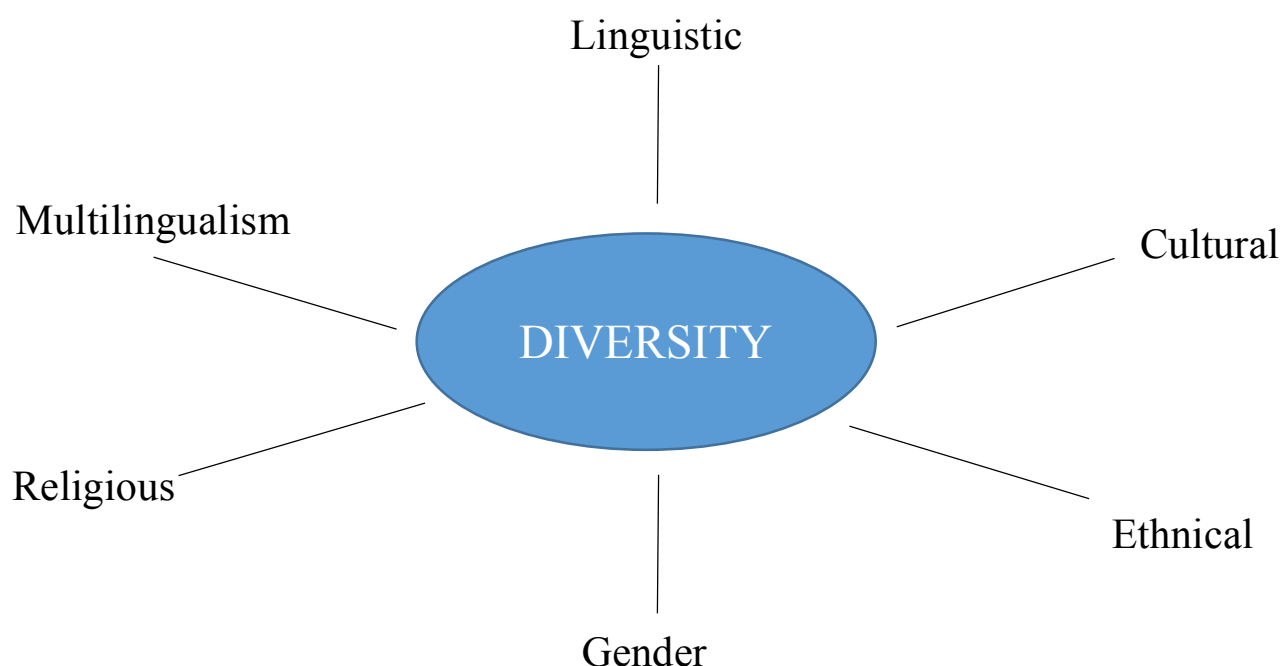 Linguistic
Multilingualism
Cultural
DIVERSITY
Religious
Ethnical
Gender